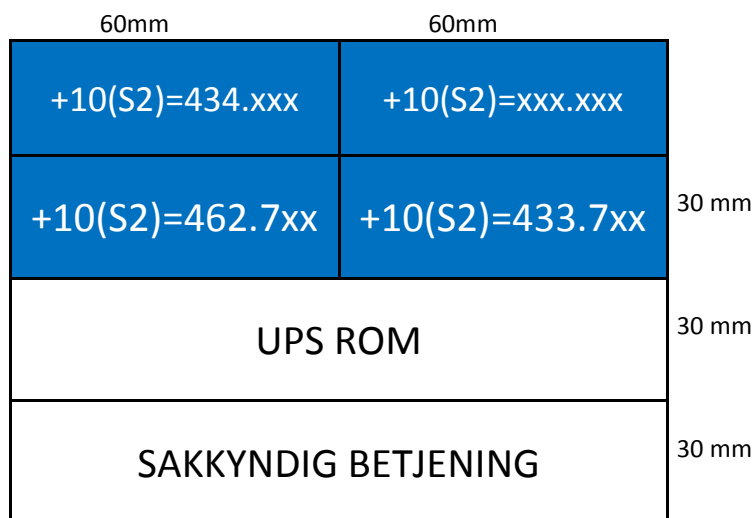 60mm 60mm
+10(S2)=434.xxx +10(S2)=xxx.xxx
+10(S2)=462.7xx +10(S2)=433.7xx 30 mm
UPS ROM 30 mm
SAKKYNDIG BETJENING 30 mm